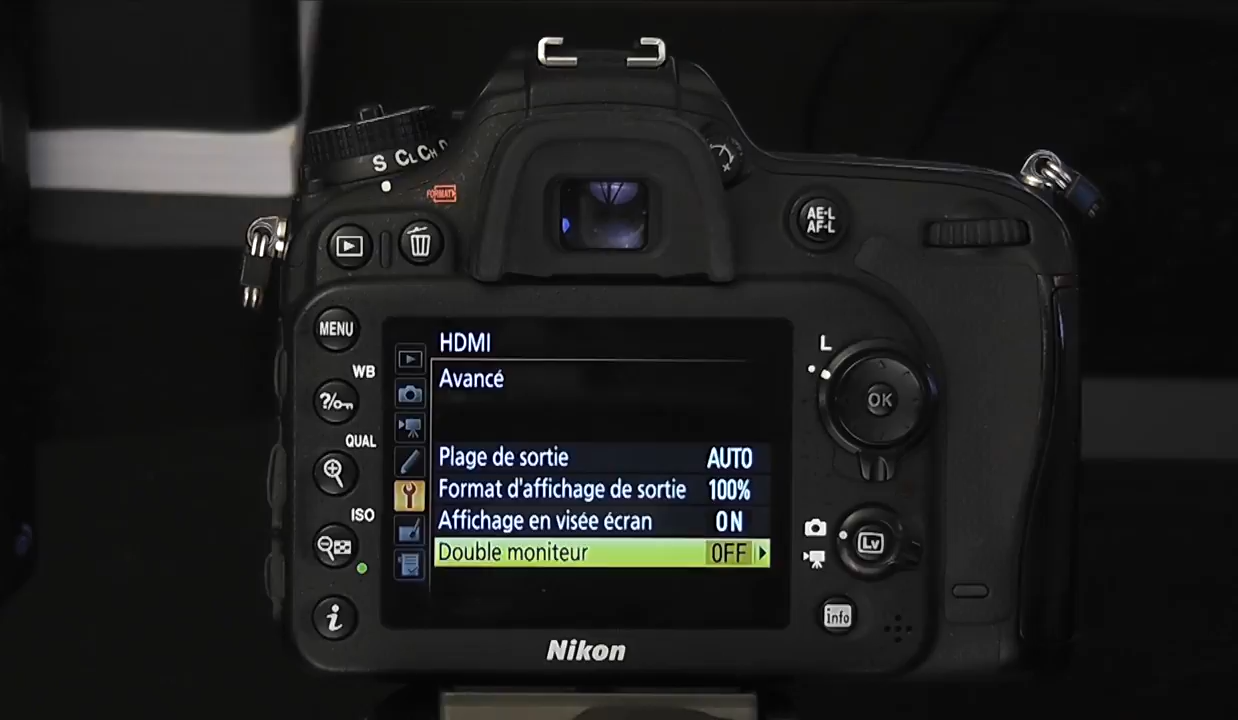 S CL CH
FORMAT
AE-L
AF-L
MENU
WB
?
QUAL
ISO
i
HDMI
Avancé
Plage de sortie AUTO
Format d'affichage de sortie 100%
Affichage en visée écran ON
Double moniteur OFF
L
OK
Lv
info
Nikon